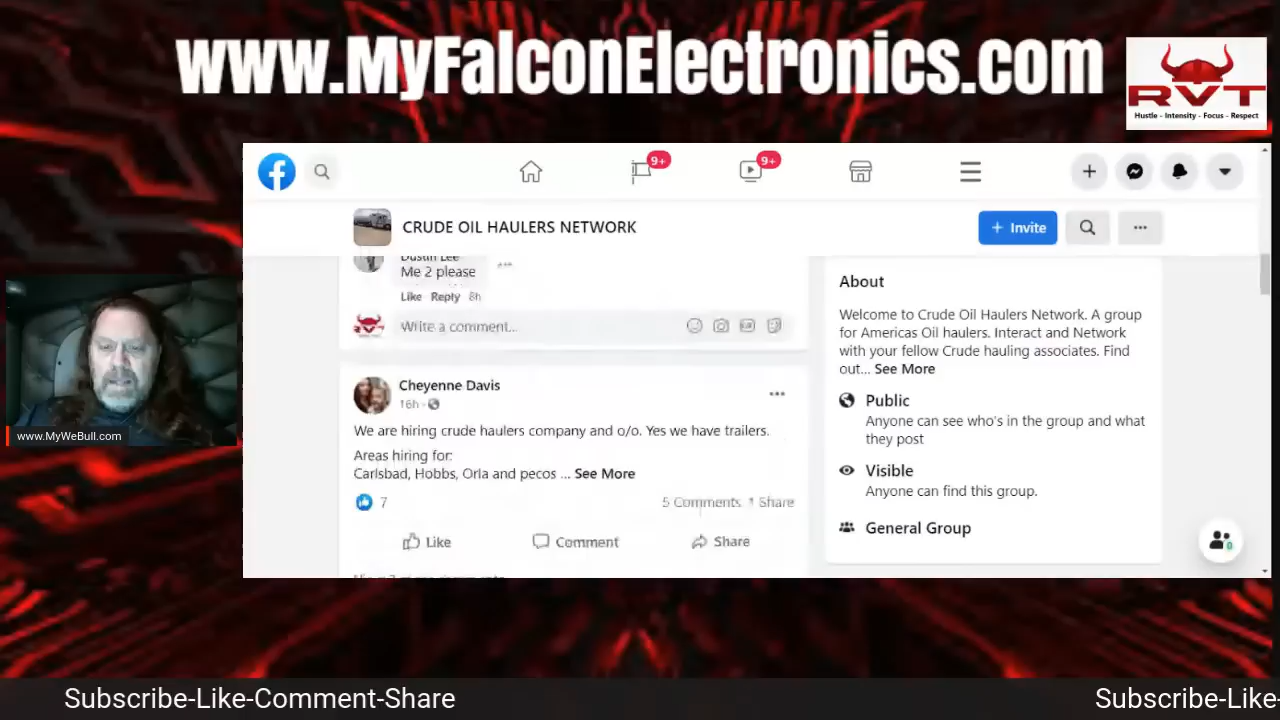 www.MyFalconElectronics.com
RVT
Hustle - Intensity - Focus - Respect
9+
9+
CRUDE OIL HAULERS NETWORK
+ Invite
Dustin Lee
Me 2 please
Like Reply 8h
Write a comment...
Cheyenne Davis
16h
We are hiring crude haulers company and o/o. Yes we have trailers.
Areas hiring for:
Carlsbad, Hobbs, Orla and pecos ... See More
7
5 Comments 1 Share
Like
Comment
Share
About
Welcome to Crude Oil Haulers Network. A group
for Americas Oil haulers. Interact and Network
with your fellow Crude hauling associates. Find
out... See More
Public
Anyone can see who's in the group and what
they post
Visible
Anyone can find this group.
General Group
0
www.MyWeBull.com
Subscribe-Like-Comment-Share
Subscribe-Like-